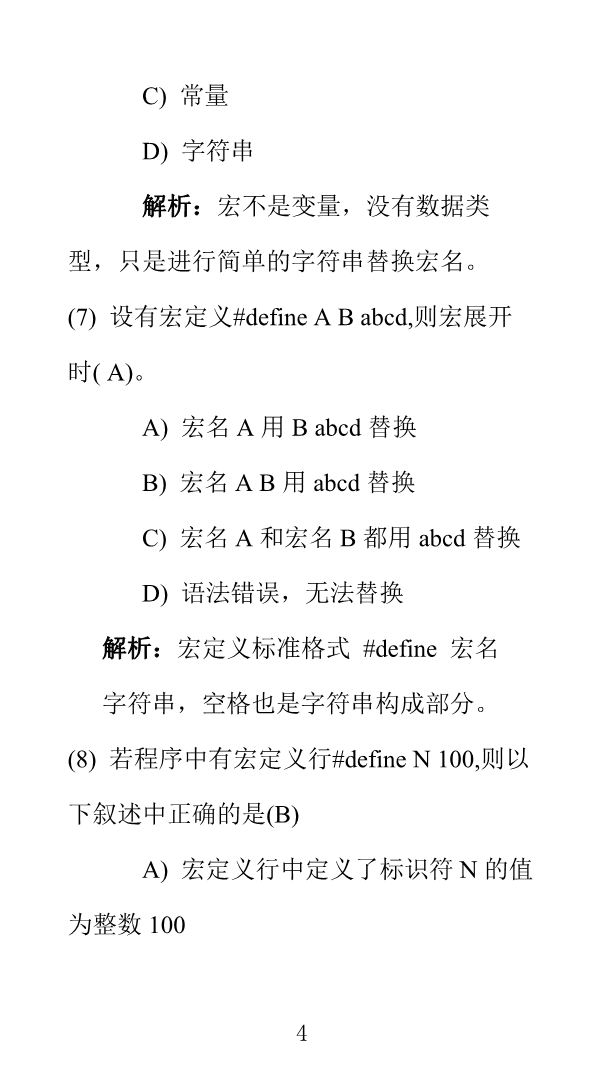 C) 常量
D) 字符串
解析：宏不是变量，没有数据类
型，只是进行简单的字符串替换宏名。
(7) 设有宏定义#define A B abcd,则宏展开
时( A)。
A) 宏名 A 用 B abcd 替换
B) 宏名 A B 用 abcd 替换
C) 宏名 A 和宏名 B 都用 abcd 替换
D) 语法错误，无法替换
解析：宏定义标准格式 #define 宏名
字符串，空格也是字符串构成部分。
(8) 若程序中有宏定义行#define N 100,则以
下叙述中正确的是(B)
A) 宏定义行中定义了标识符 N 的值
为整数 100
4